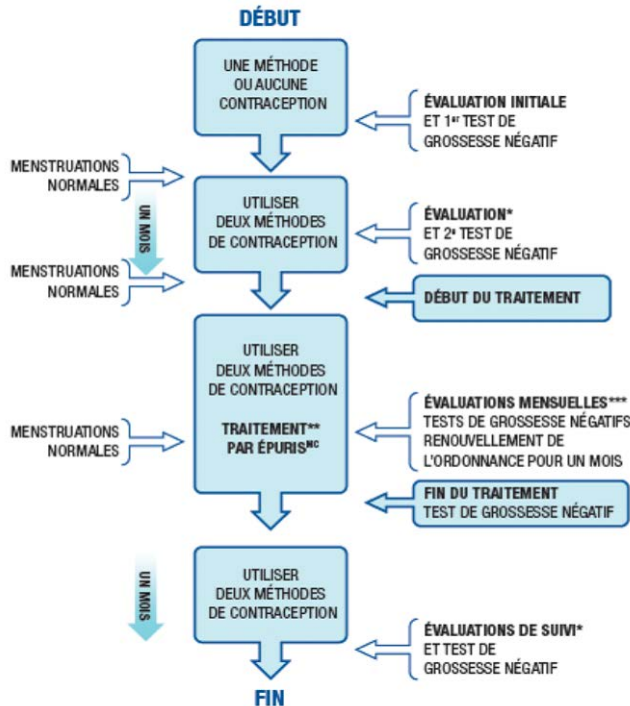 DÉBUT
UNE MÉTHODE
OU AUCUNE
CONTRACEPTION
ÉVALUATION INITIALE
ET 1er TEST DE
GROSSESSE NÉGATIF
MENSTRUATIONS
NORMALES
UTILISER
DEUX MÉTHODES
DE CONTRACEPTION
ÉVALUATION*
ET 2e TEST DE
GROSSESSE NÉGATIF
UN MOIS
MENSTRUATIONS
NORMALES
DÉBUT DU TRAITEMENT
UTILISER
DEUX MÉTHODES
DE CONTRACEPTION
TRAITEMENT**
PAR ÉPURISMC
MENSTRUATIONS
NORMALES
ÉVALUATIONS MENSUELLES***
TESTS DE GROSSESSE NÉGATIFS
RENOUVELLEMENT DE
L'ORDONNANCE POUR UN MOIS
FIN DU TRAITEMENT
TEST DE GROSSESSE NÉGATIF
UN MOIS
UTILISER
DEUX MÉTHODES
DE CONTRACEPTION
ÉVALUATIONS DE SUIVI*
ET TEST DE
GROSSESSE NÉGATIF
FIN